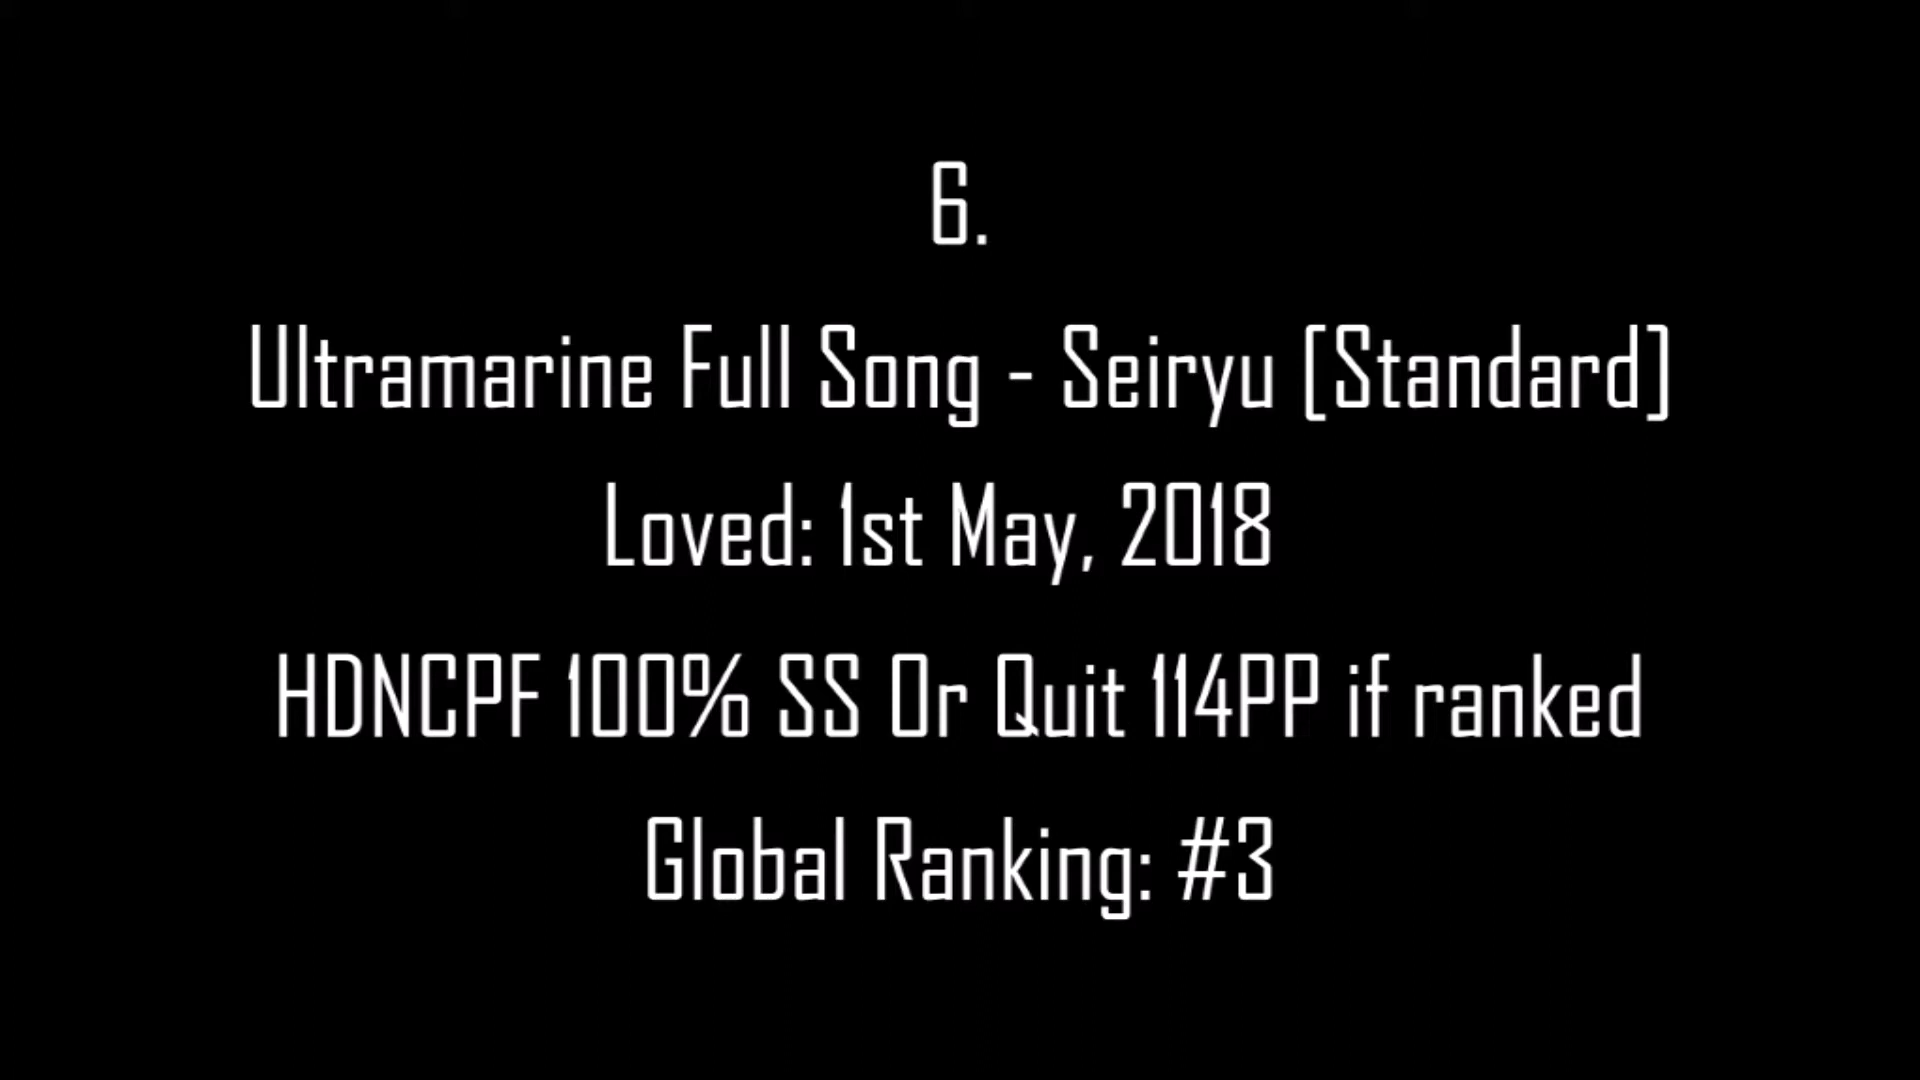 6.
Ultramarine Full Song - Seiryu [Standard]
Loved: 1st May, 2018
HDNCPF 100% SS Or Quit 114PP if ranked
Global Ranking: #3